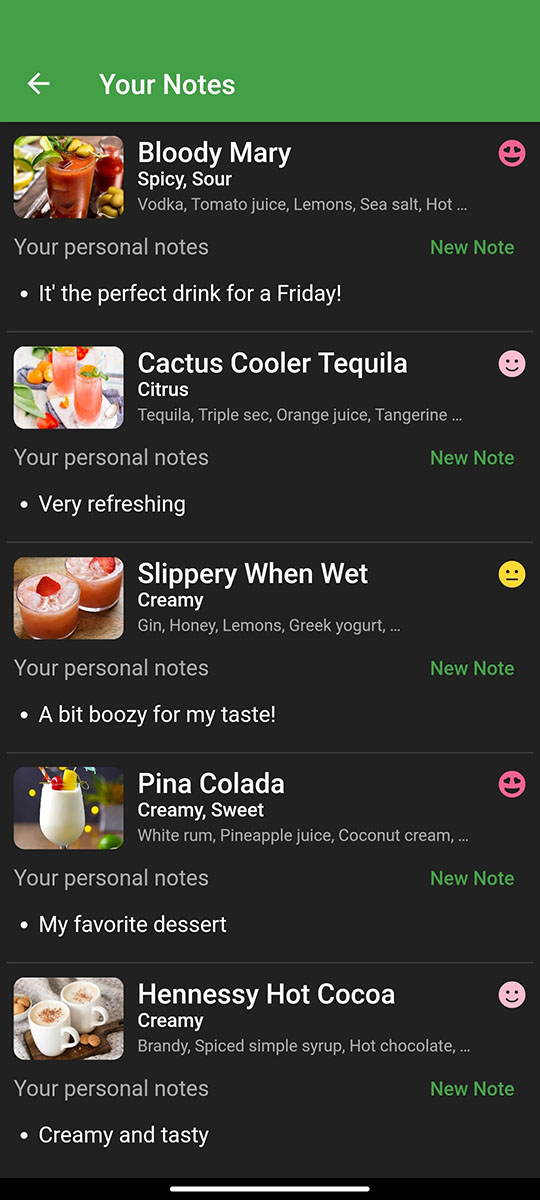 Your Notes
Bloody Mary
Spicy, Sour
Vodka, Tomato juice, Lemons, Sea salt, Hot ...
Your personal notes New Note
• It' the perfect drink for a Friday!
Cactus Cooler Tequila
Citrus
Tequila, Triple sec, Orange juice, Tangerine ...
Your personal notes New Note
• Very refreshing
Slippery When Wet
Creamy
Gin, Honey, Lemons, Greek yogurt, ...
Your personal notes New Note
• A bit boozy for my taste!
Pina Colada
Creamy, Sweet
White rum, Pineapple juice, Coconut cream, ...
Your personal notes New Note
• My favorite dessert
Hennessy Hot Cocoa
Creamy
Brandy, Spiced simple syrup, Hot chocolate, ...
Your personal notes New Note
• Creamy and tasty